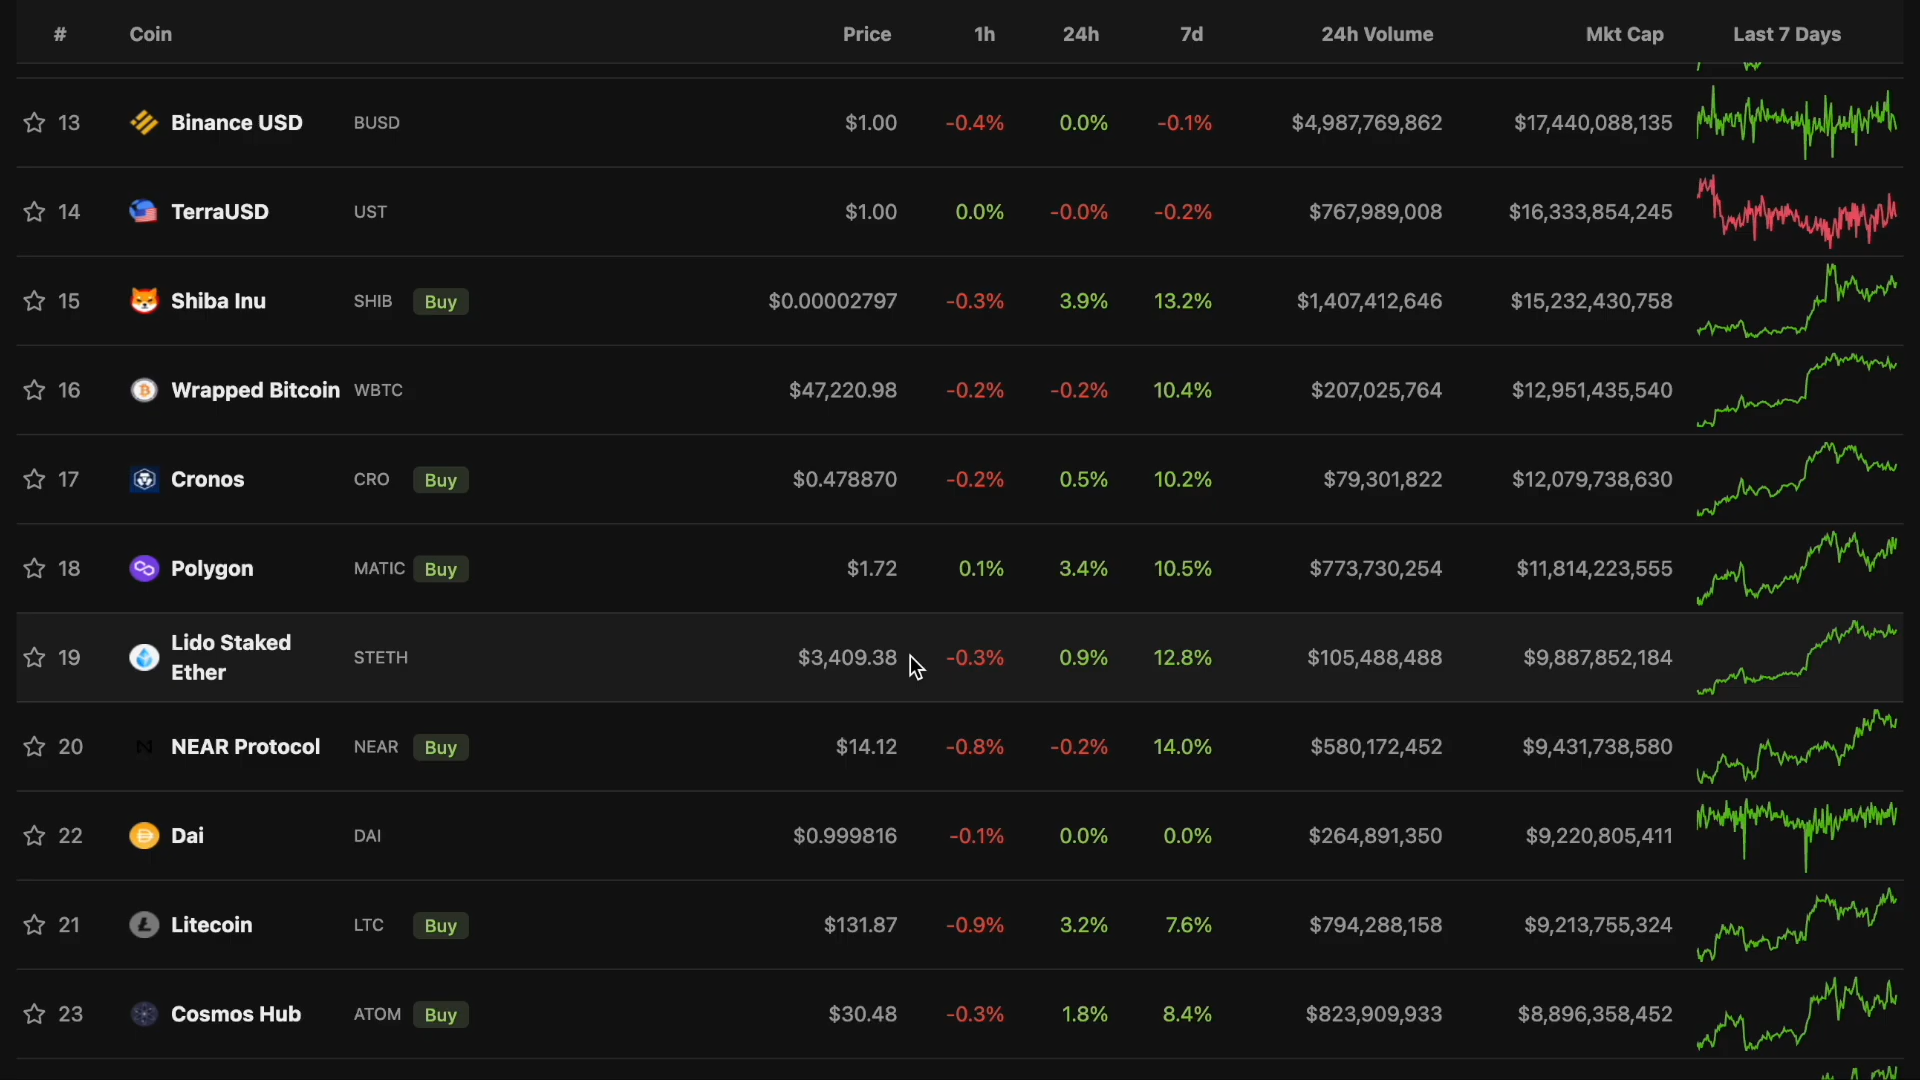 # Coin Price 1h 24h 7d 24h Volume Mkt Cap Last 7 Days
13 Binance USD BUSD $1.00 -0.4% 0.0% -0.1% $4,987,769,862 $17,440,088,135
14 TerraUSD UST $1.00 0.0% -0.0% -0.2% $767,989,008 $16,333,854,245
15 Shiba Inu SHIB Buy $0.00002797 -0.3% 3.9% 13.2% $1,407,412,646 $15,232,430,758
16 Wrapped Bitcoin WBTC $47,220.98 -0.2% -0.2% 10.4% $207,025,764 $12,951,435,540
17 Cronos CRO Buy $0.478870 -0.2% 0.5% 10.2% $79,301,822 $12,079,738,630
18 Polygon MATIC Buy $1.72 0.1% 3.4% 10.5% $773,730,254 $11,814,223,555
19 Lido Staked
Ether STETH $3,409.38 -0.3% 0.9% 12.8% $105,488,488 $9,887,852,184
20 NEAR Protocol NEAR Buy $14.12 -0.8% -0.2% 14.0% $580,172,452 $9,431,738,580
22 Dai DAI $0.999816 -0.1% 0.0% 0.0% $264,891,350 $9,220,805,411
21 Litecoin LTC Buy $131.87 -0.9% 3.2% 7.6% $794,288,158 $9,213,755,324
23 Cosmos Hub ATOM Buy $30.48 -0.3% 1.8% 8.4% $823,909,933 $8,896,358,452